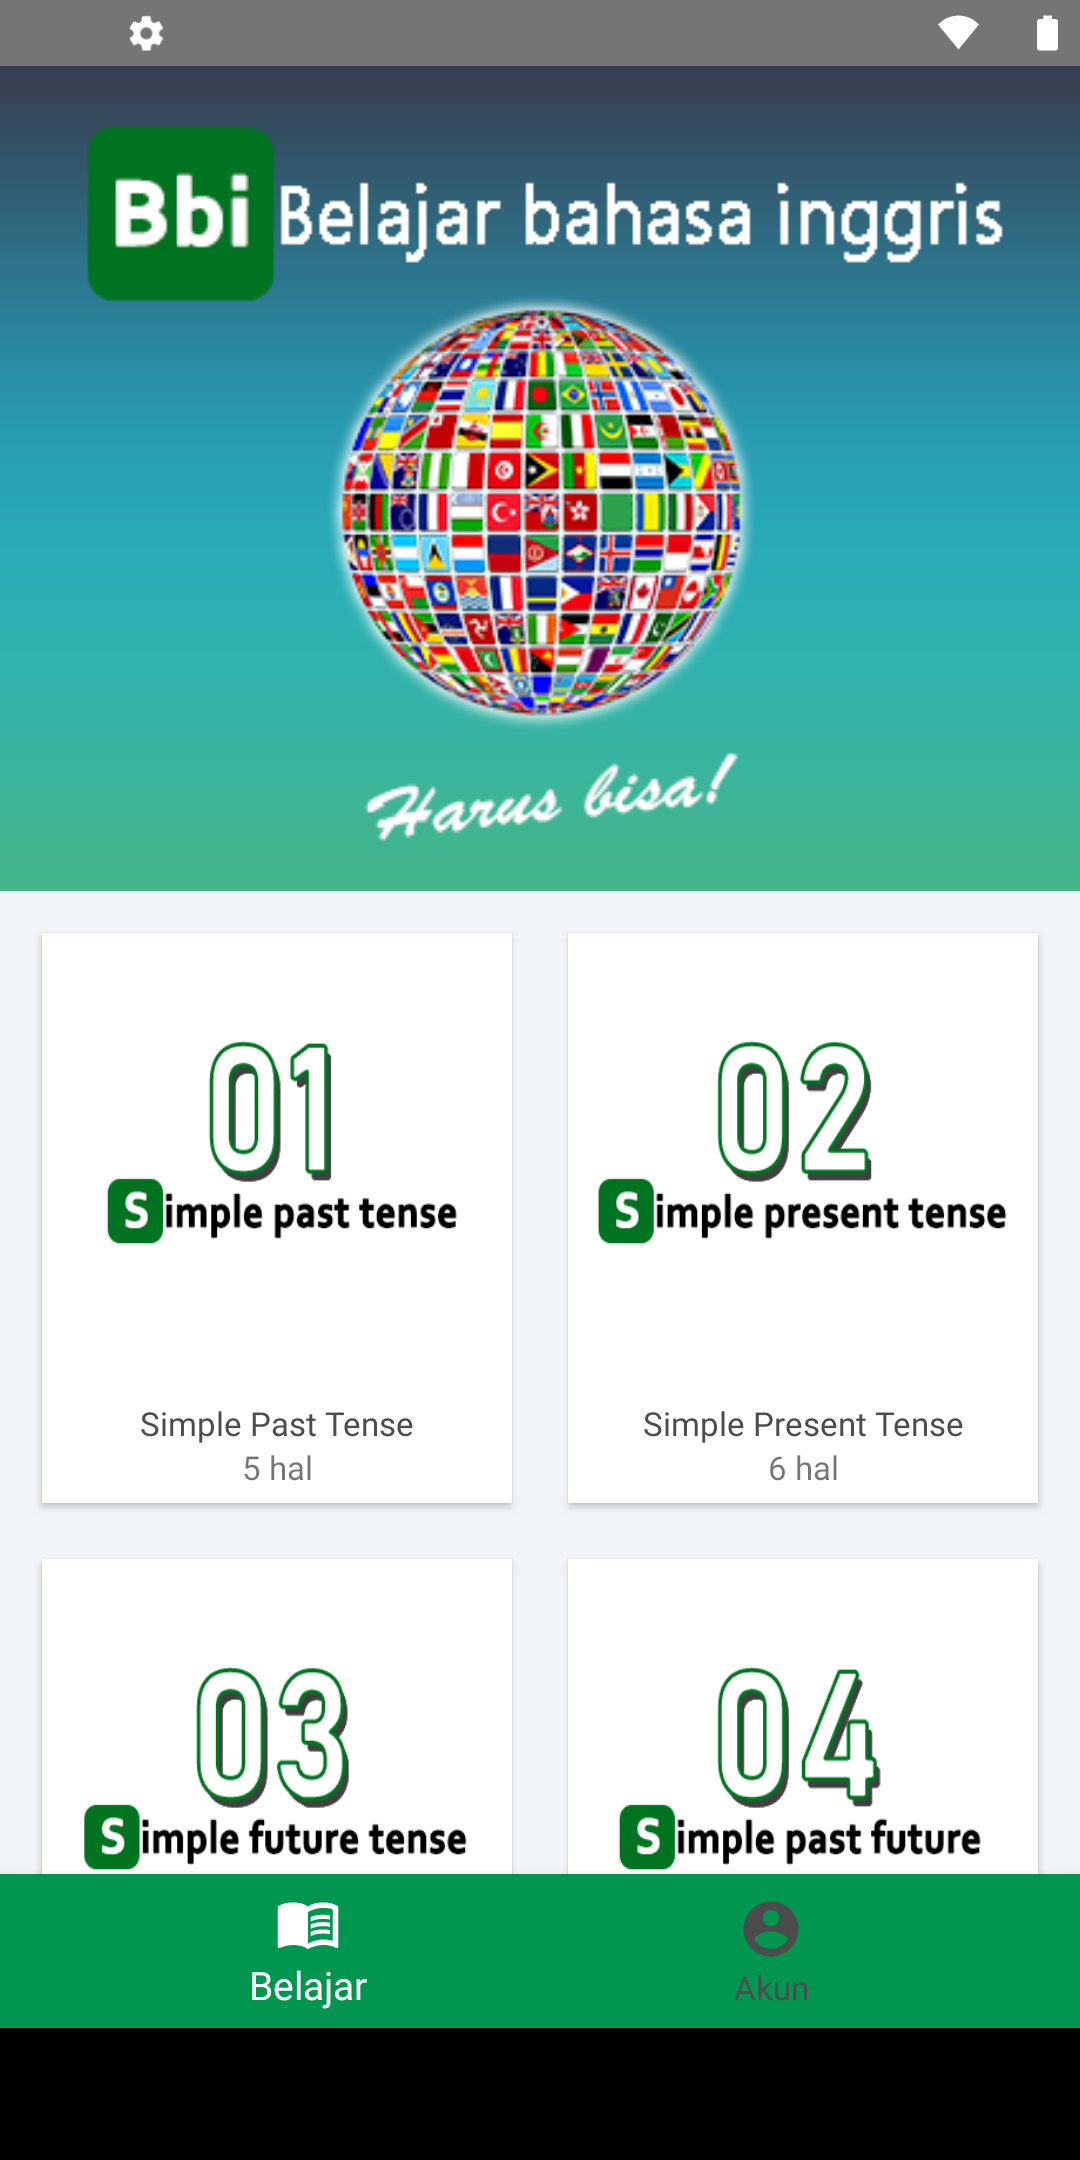 Bbi Belajar bahasa inggris
Harus bisa!
01
Simple past tense
Simple Past Tense
5 hal
02
Simple present tense
Simple Present Tense
6 hal
03
Simple future tense
04
Simple past future
Belajar
Akun